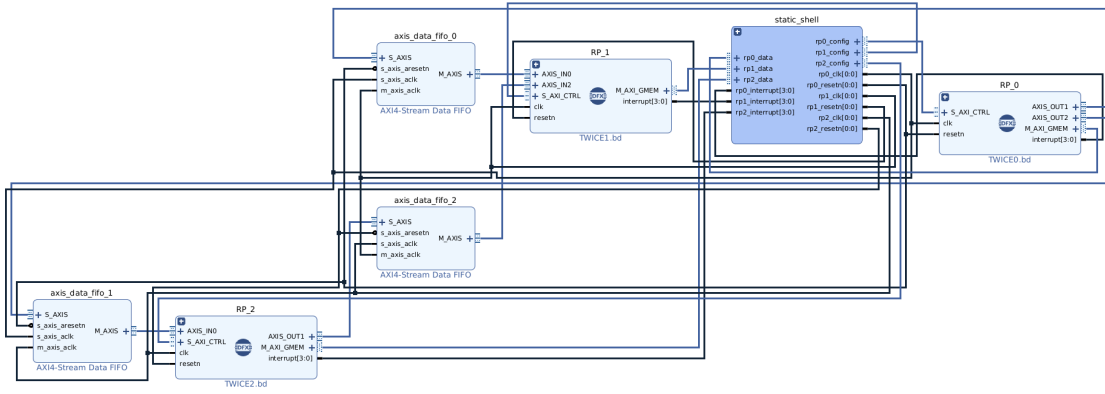 static_shell
rp0_config
rp1_config
rp2_config
rp0_data
rp1_data
rp2_data
rp0_clk[0:0]
rp0_resetn[0:0]
rp0_interrupt[3:0]
rp1_clk[0:0]
rp1_interrupt[3:0]
rp1_resetn[0:0]
rp2_interrupt[3:0]
rp2_clk[0:0]
rp2_resetn[0:0]
axis_data_fifo_0
S_AXIS
s_axis_aresetn
M_AXIS
s_axis_aclk
m_axis_aclk
AXI4-Stream Data FIFO
RP_1
AXIS_IN0
AXIS_IN2
M_AXI_GMEM
S_AXI_CTRL
DFX
interrupt[3:0]
clk
resetn
TWICE1.bd
RP_0
AXIS_OUT1
S_AXI_CTRL
AXIS_OUT2
clk
DFX
M_AXI_GMEM
resetn
interrupt[3:0]
TWICE0.bd
axis_data_fifo_2
S_AXIS
s_axis_aresetn
M_AXIS
s_axis_aclk
m_axis_aclk
AXI4-Stream Data FIFO
axis_data_fifo_1
S_AXIS
s_axis_aresetn
M_AXIS
s_axis_aclk
m_axis_aclk
AXI4-Stream Data FIFO
RP_2
AXIS_IN0
AXIS_OUT1
S_AXI_CTRL
DFX
M_AXI_GMEM
clk
interrupt[3:0]
resetn
TWICE2.bd